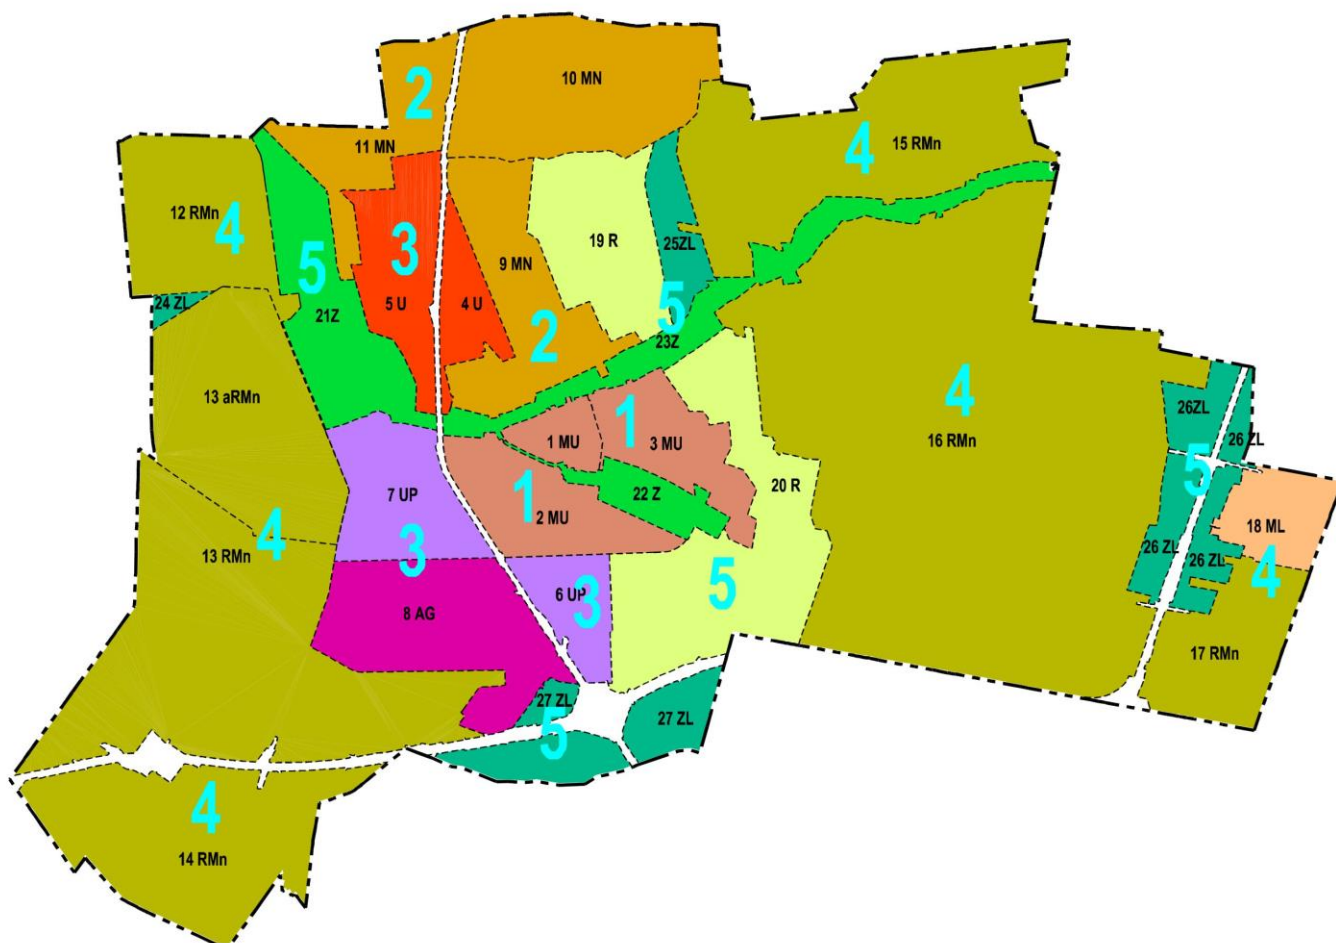 10 MN
2
11 MN
4
15 RMn
12 RMn
4
3
19 R
25ZL
9 MN
5
24 ZL
21Z
5 U
4 U
5
2
23Z
13 aRMn
4
16 RMn
26ZL
26 ZL
1
1 MU
3 MU
5
7 UP
1
2 MU
22 Z
20 R
18 ML
13 RMn
4
3
26 ZL
26 ZL
4
8 AG
6 UP
3
5
17 RMn
27 ZL
5
27 ZL
4
14 RMn